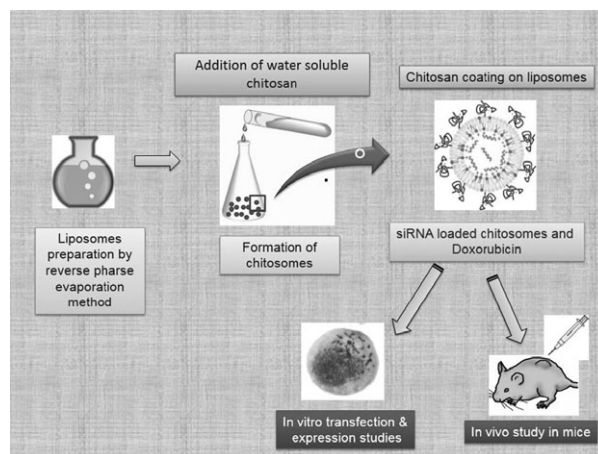 Addition of water soluble
chitosan
Chitosan coating on liposomes
Liposomes
preparation by
reverse pharse
evaporation
method
Formation of
chitosomes
siRNA loaded chitosomes and
Doxorubicin
In vitro transfection &
expression studies
In vivo study in mice